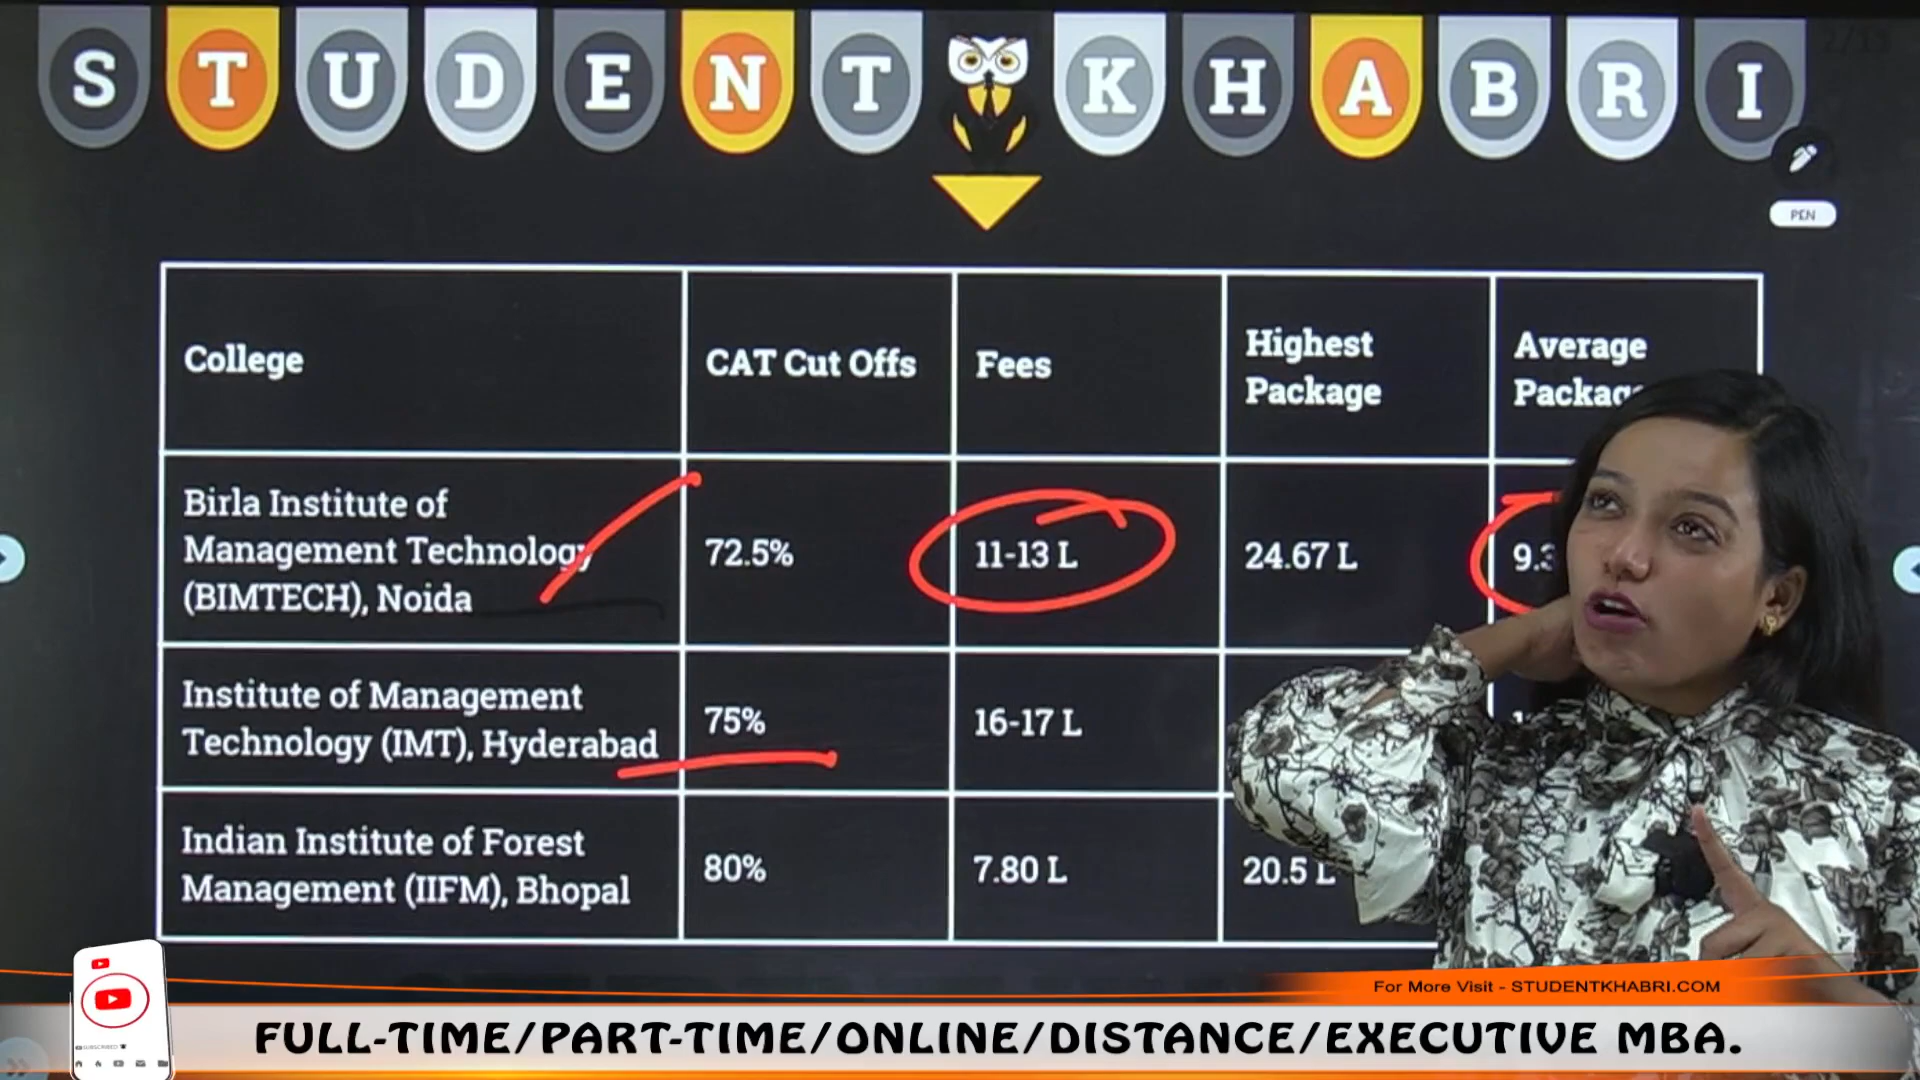 STUDENT KHABRI
PEN
College
CAT Cut Offs
Fees
Highest
Package
Average
Birla Institute of
Management Technology
(BIMTECH), Noida
72.5%
11-13 L
24.67 L
Institute of Management
Technology (IMT), Hyderabad
75%
16-17 L
Indian Institute of Forest
Management (IIFM), Bhopal
80%
7.80 L
20.5 L
For More Visit - STUDENTKHABRI.COM
FULL-TIME/PART-TIME/ONLINE/DISTANCE/EXECUTIVE MBA.